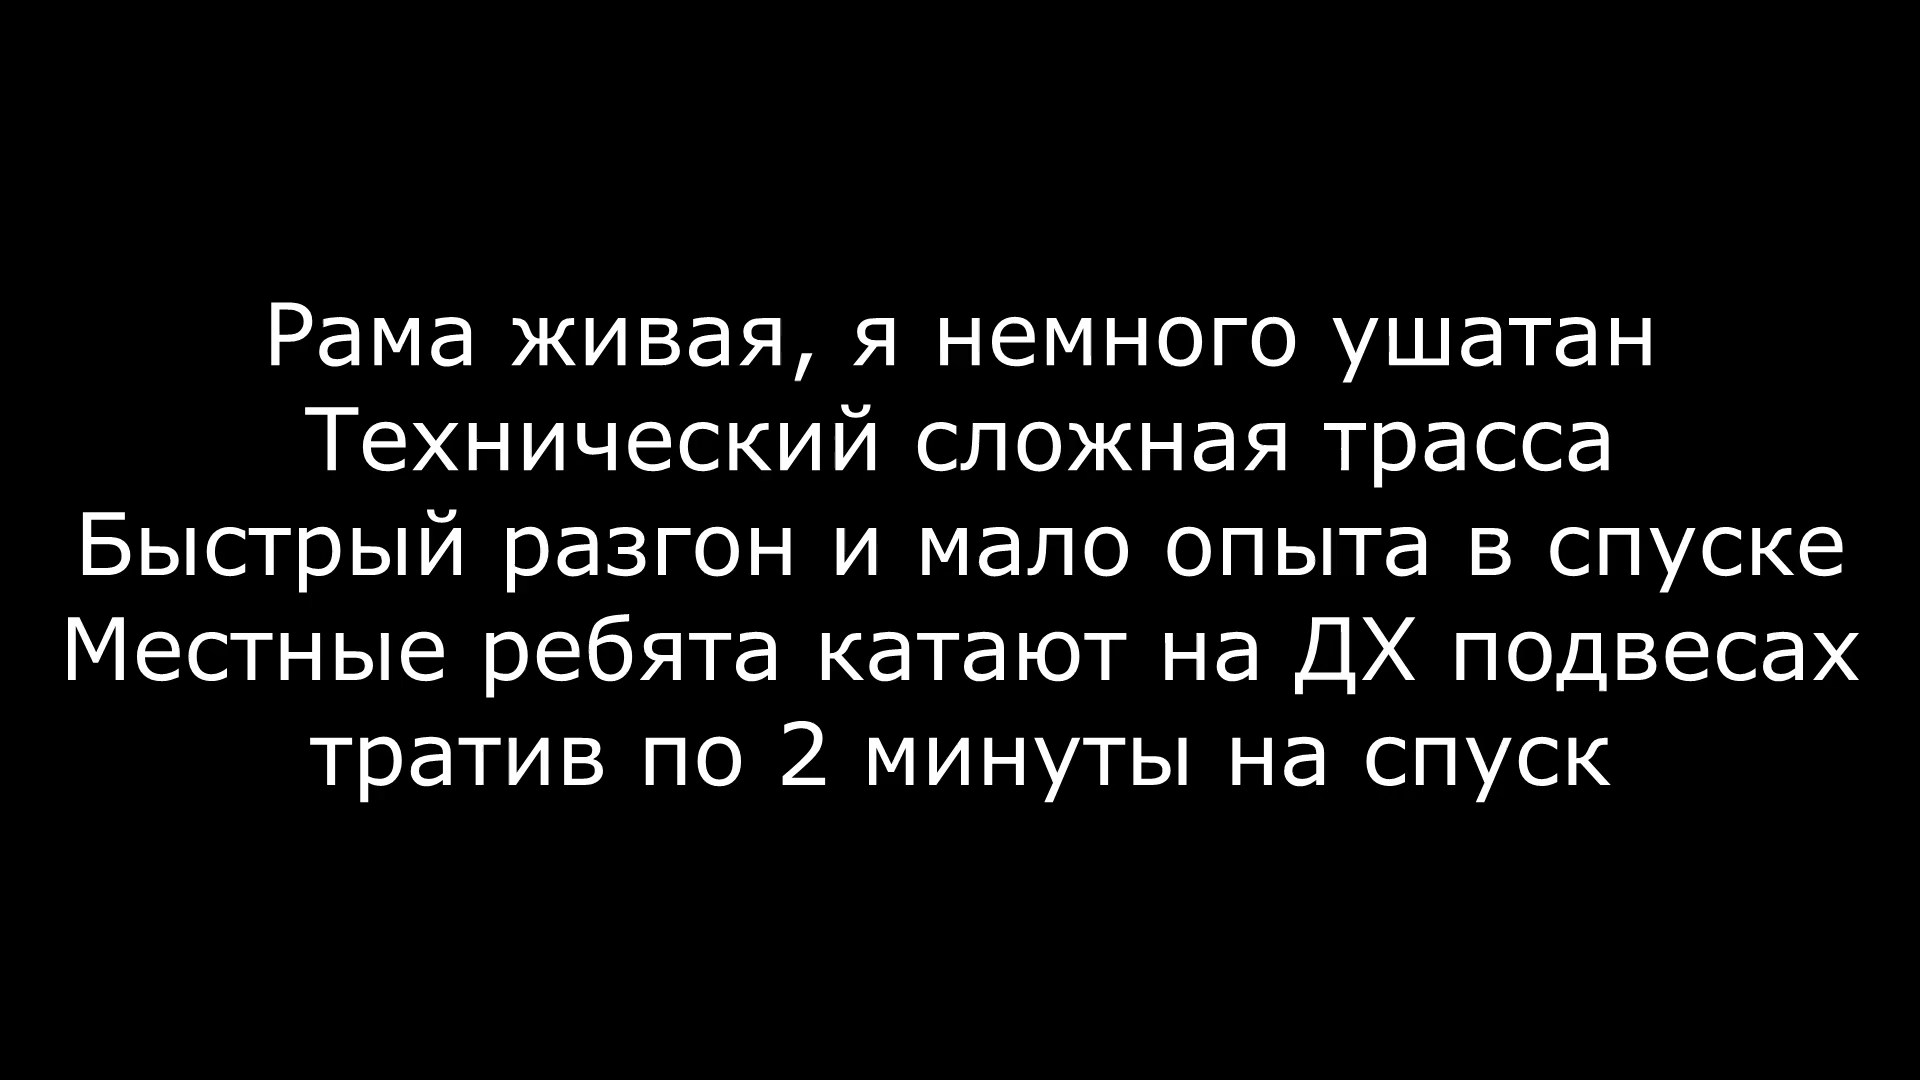 Рама живая, я немного ушатан
Технический сложная трасса
Быстрый разгон и мало опыта в спуске
Местные ребята катают на ДХ подвесах
тратив по 2 минуты на спуск